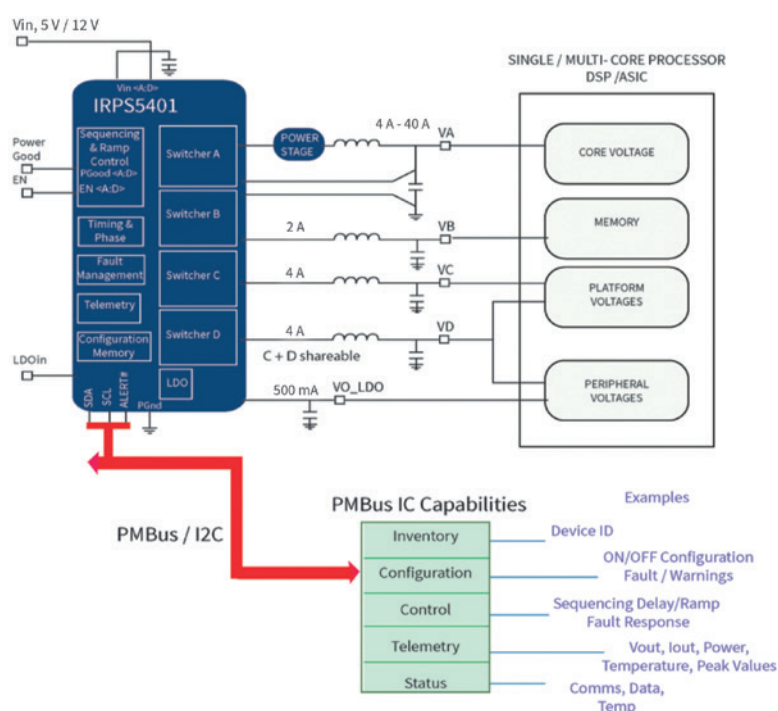 Vin, 5 V / 12 V
Vin <A:D>
IRPS5401
Sequencing
& Ramp
Control
PGood <A:D>
EN <A:D>
Timing &
Phase
Fault
Management
Telemetry
Configuration
Memory
Switcher A
Switcher B
Switcher C
Switcher D
LDO
Power
Good
EN
LDOin
SDA
SCL
ALERT#
PGnd
POWER
STAGE
4 A - 40 A
VA
2 A
VB
4 A
VC
4 A
VD
C + D shareable
500 mA
VO_LDO
SINGLE / MULTI- CORE PROCESSOR
DSP /ASIC
CORE VOLTAGE
MEMORY
PLATFORM
VOLTAGES
PERIPHERAL
VOLTAGES
PMBus / I2C
PMBus IC Capabilities
Examples
Inventory
Device ID
Configuration
ON/OFF Configuration
Fault / Warnings
Control
Sequencing Delay/Ramp
Fault Response
Telemetry
Vout, Iout, Power,
Temperature, Peak Values
Status
Comms, Data,
Temp